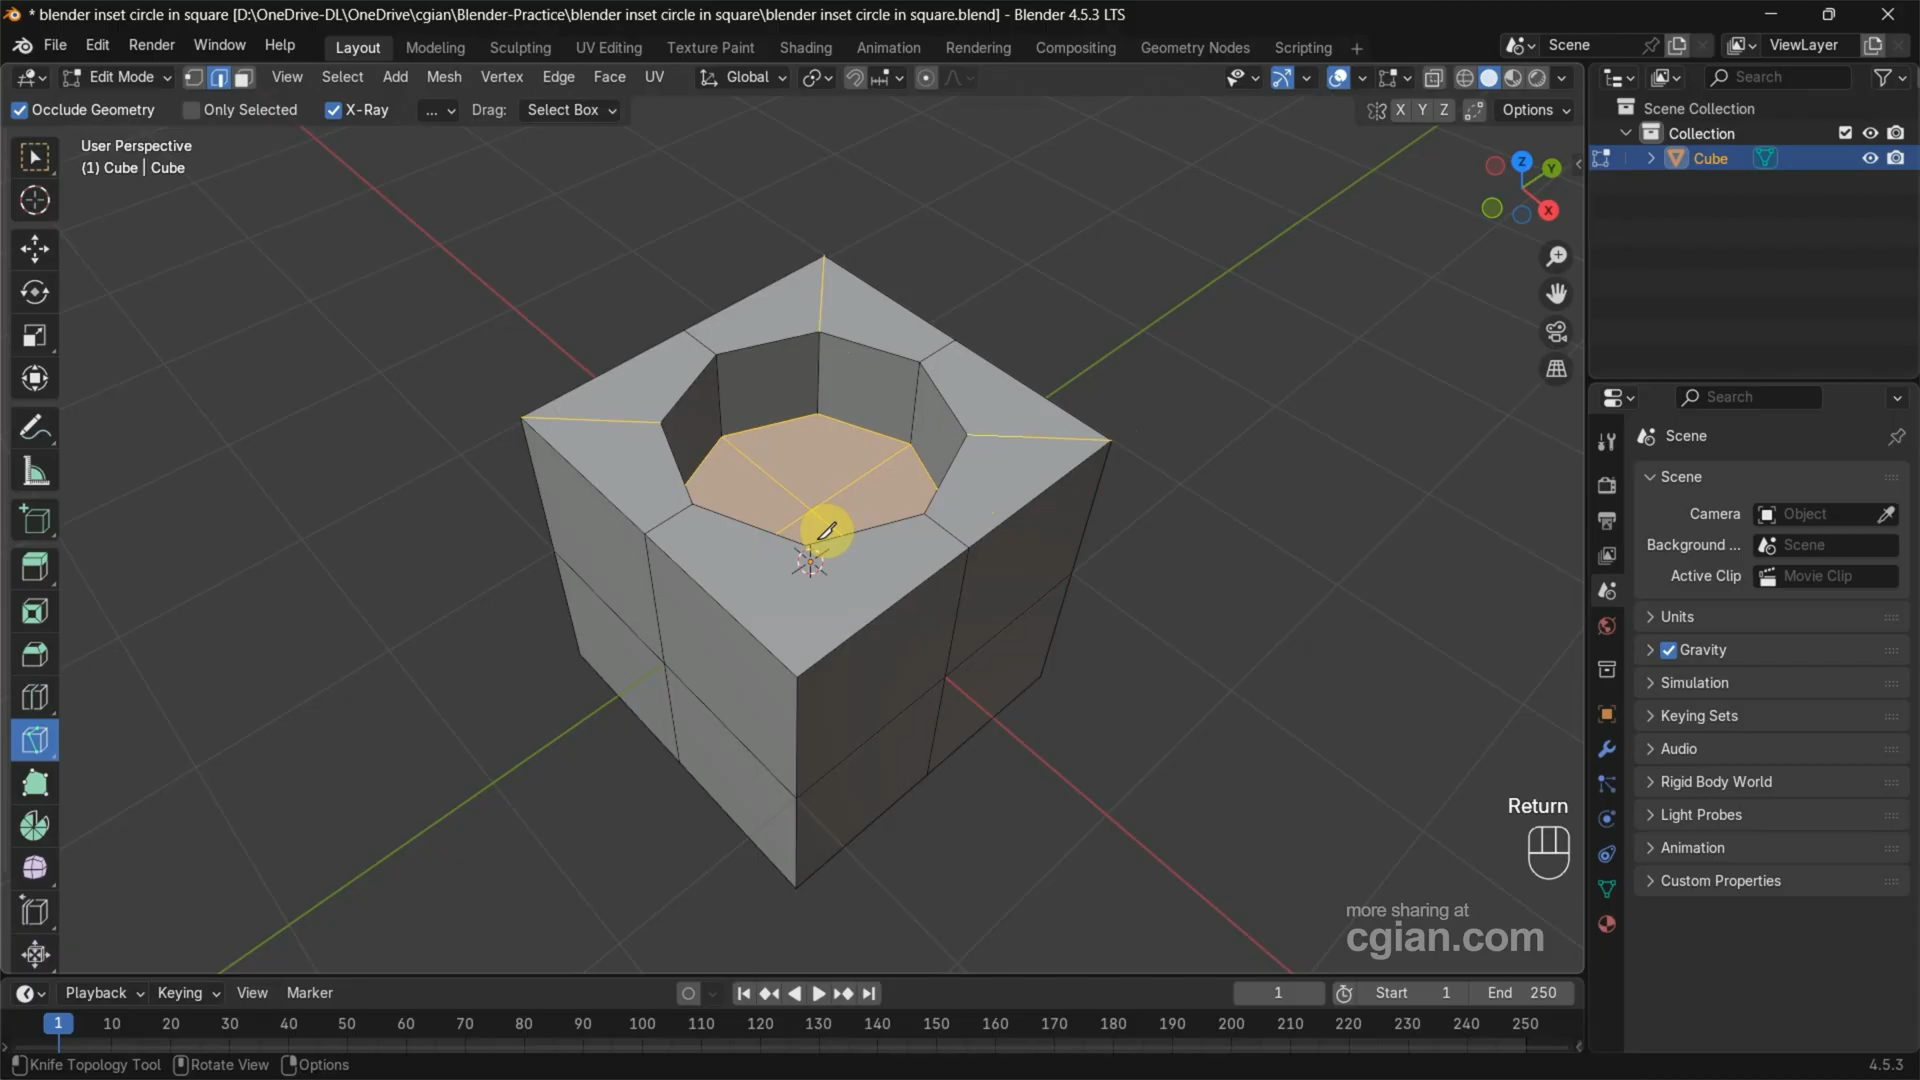 * blender inset circle in square [D:\OneDrive-DL\OneDrive\cgian\Blender-Practice\blender inset circle in square\blender inset circle in square.blend] - Blender 4.5.3 LTS
File Edit Render Window Help Layout Modeling Sculpting UV Editing Texture Paint Shading Animation Rendering Compositing Geometry Nodes Scripting + Scene ViewLayer
Edit Mode View Select Add Mesh Vertex Edge Face UV Global Search
Occlude Geometry Only Selected X-Ray ... Drag: Select Box X Y Z Options
Scene Collection
Collection
Cube
User Perspective
(1) Cube | Cube
Z
Y
X
Search
Scene
Scene
Camera Object
Background ... Scene
Active Clip Movie Clip
Units
Gravity
Simulation
Keying Sets
Audio
Rigid Body World
Light Probes
Animation
Custom Properties
Return
more sharing at
cgian.com
Playback Keying View Marker 1 Start 1 End 250
1 10 20 30 40 50 60 70 80 90 100 110 120 130 140 150 160 170 180 190 200 210 220 230 240 250
Knife Topology Tool Rotate View Options 4.5.3